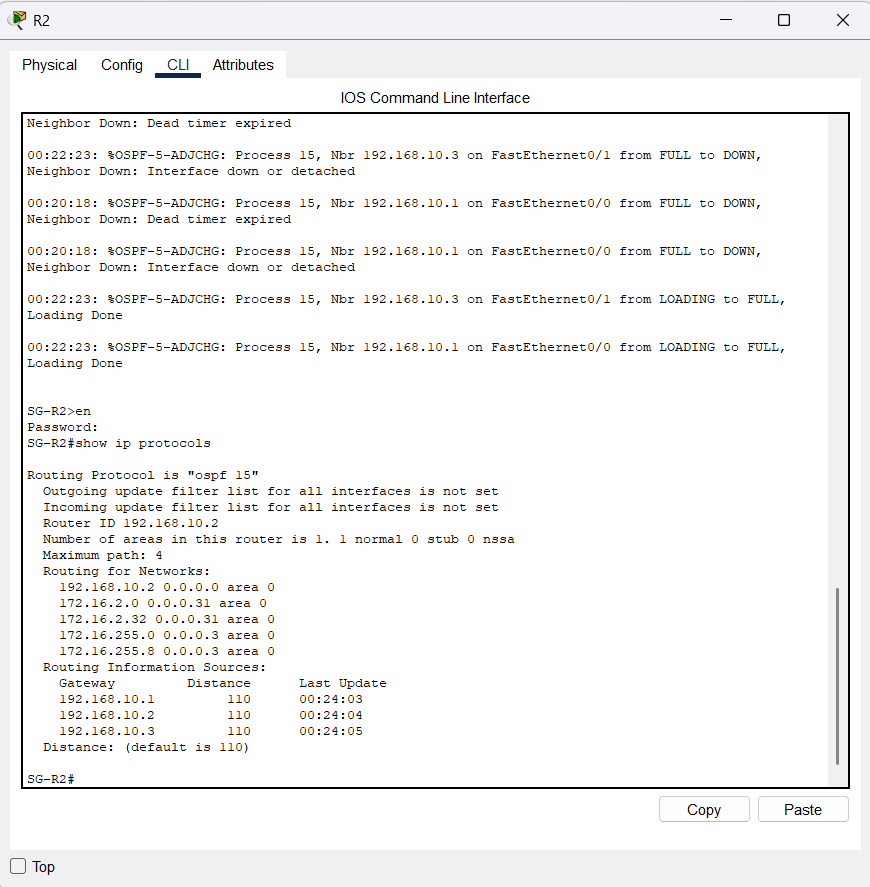 R2
Physical Config CLI Attributes
IOS Command Line Interface
Neighbor Down: Dead timer expired
00:22:23: %OSPF-5-ADJCHG: Process 15, Nbr 192.168.10.3 on FastEthernet0/1 from FULL to DOWN,
Neighbor Down: Interface down or detached
00:20:18: %OSPF-5-ADJCHG: Process 15, Nbr 192.168.10.1 on FastEthernet0/0 from FULL to DOWN,
Neighbor Down: Dead timer expired
00:20:18: %OSPF-5-ADJCHG: Process 15, Nbr 192.168.10.1 on FastEthernet0/0 from FULL to DOWN,
Neighbor Down: Interface down or detached
00:22:23: %OSPF-5-ADJCHG: Process 15, Nbr 192.168.10.3 on FastEthernet0/1 from LOADING to FULL,
Loading Done
00:22:23: %OSPF-5-ADJCHG: Process 15, Nbr 192.168.10.1 on FastEthernet0/0 from LOADING to FULL,
Loading Done
SG-R2>en
Password:
SG-R2#show ip protocols
Routing Protocol is "ospf 15"
Outgoing update filter list for all interfaces is not set
Incoming update filter list for all interfaces is not set
Router ID 192.168.10.2
Number of areas in this router is 1. 1 normal 0 stub 0 nssa
Maximum path: 4
Routing for Networks:
192.168.10.2 0.0.0.0 area 0
172.16.2.0 0.0.0.31 area 0
172.16.2.32 0.0.0.31 area 0
172.16.255.0 0.0.0.3 area 0
172.16.255.8 0.0.0.3 area 0
Routing Information Sources:
Gateway Distance Last Update
192.168.10.1 110 00:24:03
192.168.10.2 110 00:24:04
192.168.10.3 110 00:24:05
Distance: (default is 110)
SG-R2#
Copy Paste
Top